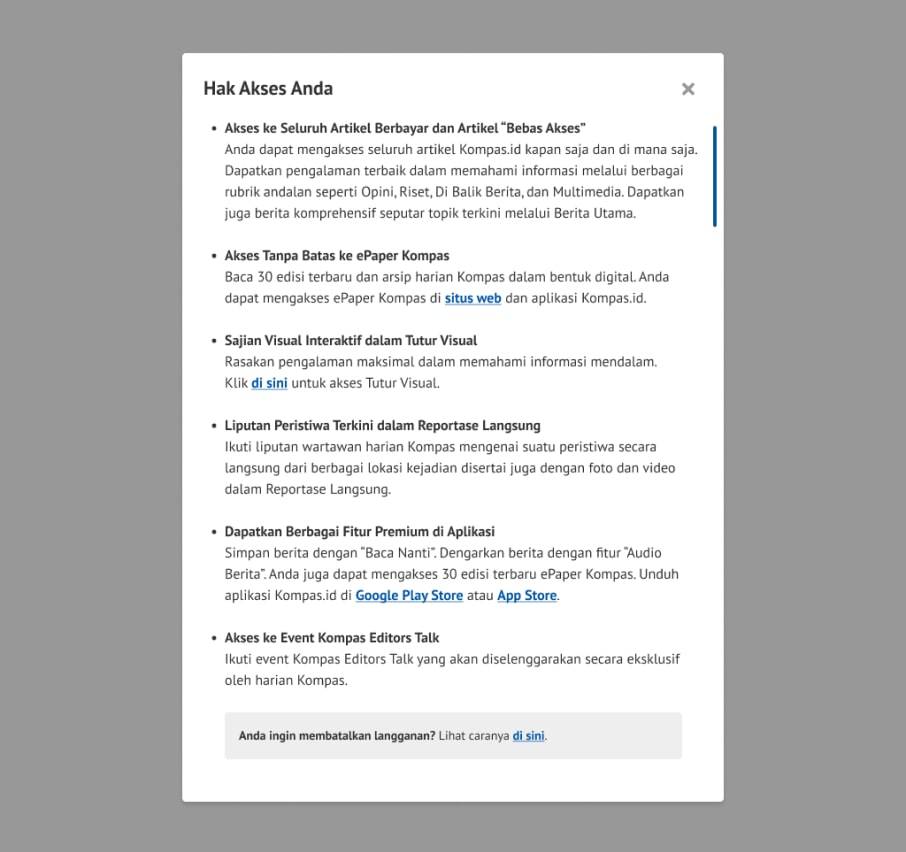 Hak Akses Anda
• Akses ke Seluruh Artikel Berbayar dan Artikel “Bebas Akses”
Anda dapat mengakses seluruh artikel Kompas.id kapan saja dan di mana saja.
Dapatkan pengalaman terbaik dalam memahami informasi melalui berbagai
rubrik andalan seperti Opini, Riset, Di Balik Berita, dan Multimedia. Dapatkan
juga berita komprehensif seputar topik terkini melalui Berita Utama.
• Akses Tanpa Batas ke ePaper Kompas
Baca 30 edisi terbaru dan arsip harian Kompas dalam bentuk digital. Anda
dapat mengakses ePaper Kompas di situs web dan aplikasi Kompas.id.
• Sajian Visual Interaktif dalam Tutur Visual
Rasakan pengalaman maksimal dalam memahami informasi mendalam.
Klik di sini untuk akses Tutur Visual.
• Liputan Peristiwa Terkini dalam Reportase Langsung
Ikuti liputan wartawan harian Kompas mengenai suatu peristiwa secara
langsung dari berbagai lokasi kejadian disertai juga dengan foto dan video
dalam Reportase Langsung.
• Dapatkan Berbagai Fitur Premium di Aplikasi
Simpan berita dengan “Baca Nanti”. Dengarkan berita dengan fitur “Audio
Berita”. Anda juga dapat mengakses 30 edisi terbaru ePaper Kompas. Unduh
aplikasi Kompas.id di Google Play Store atau App Store.
• Akses ke Event Kompas Editors Talk
Ikuti event Kompas Editors Talk yang akan diselenggarakan secara eksklusif
oleh harian Kompas.
Anda ingin membatalkan langganan? Lihat caranya di sini.